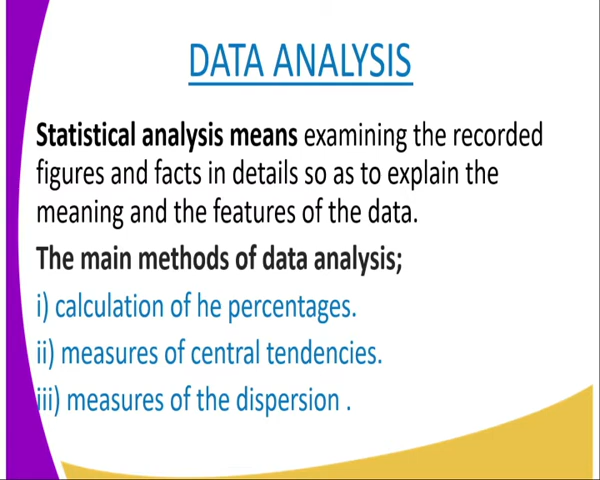 DATA ANALYSIS
Statistical analysis means examining the recorded
figures and facts in details so as to explain the
meaning and the features of the data.
The main methods of data analysis;
i) calculation of he percentages.
ii) measures of central tendencies.
iii) measures of the dispersion .